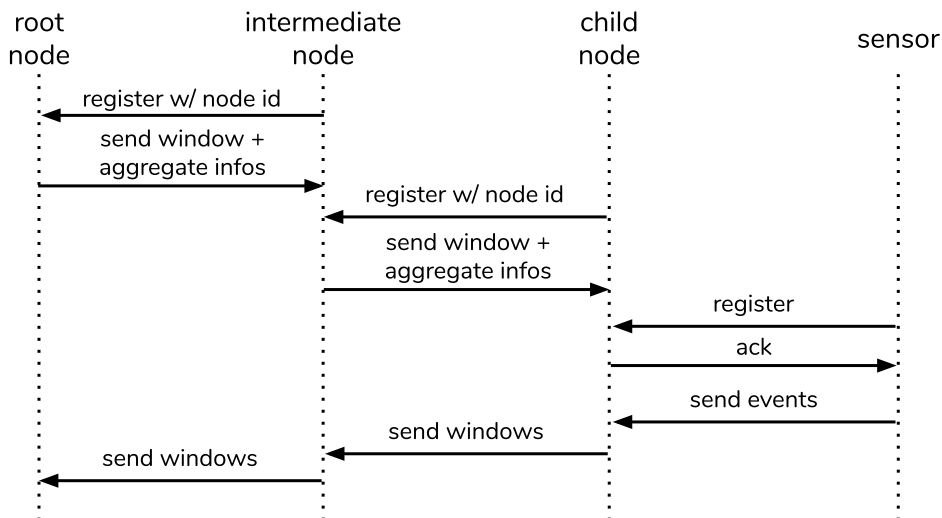 root
node
intermediate
node
child
node
sensor
register w/ node id
send window +
aggregate infos
register w/ node id
send window +
aggregate infos
register
ack
send events
send windows
send windows